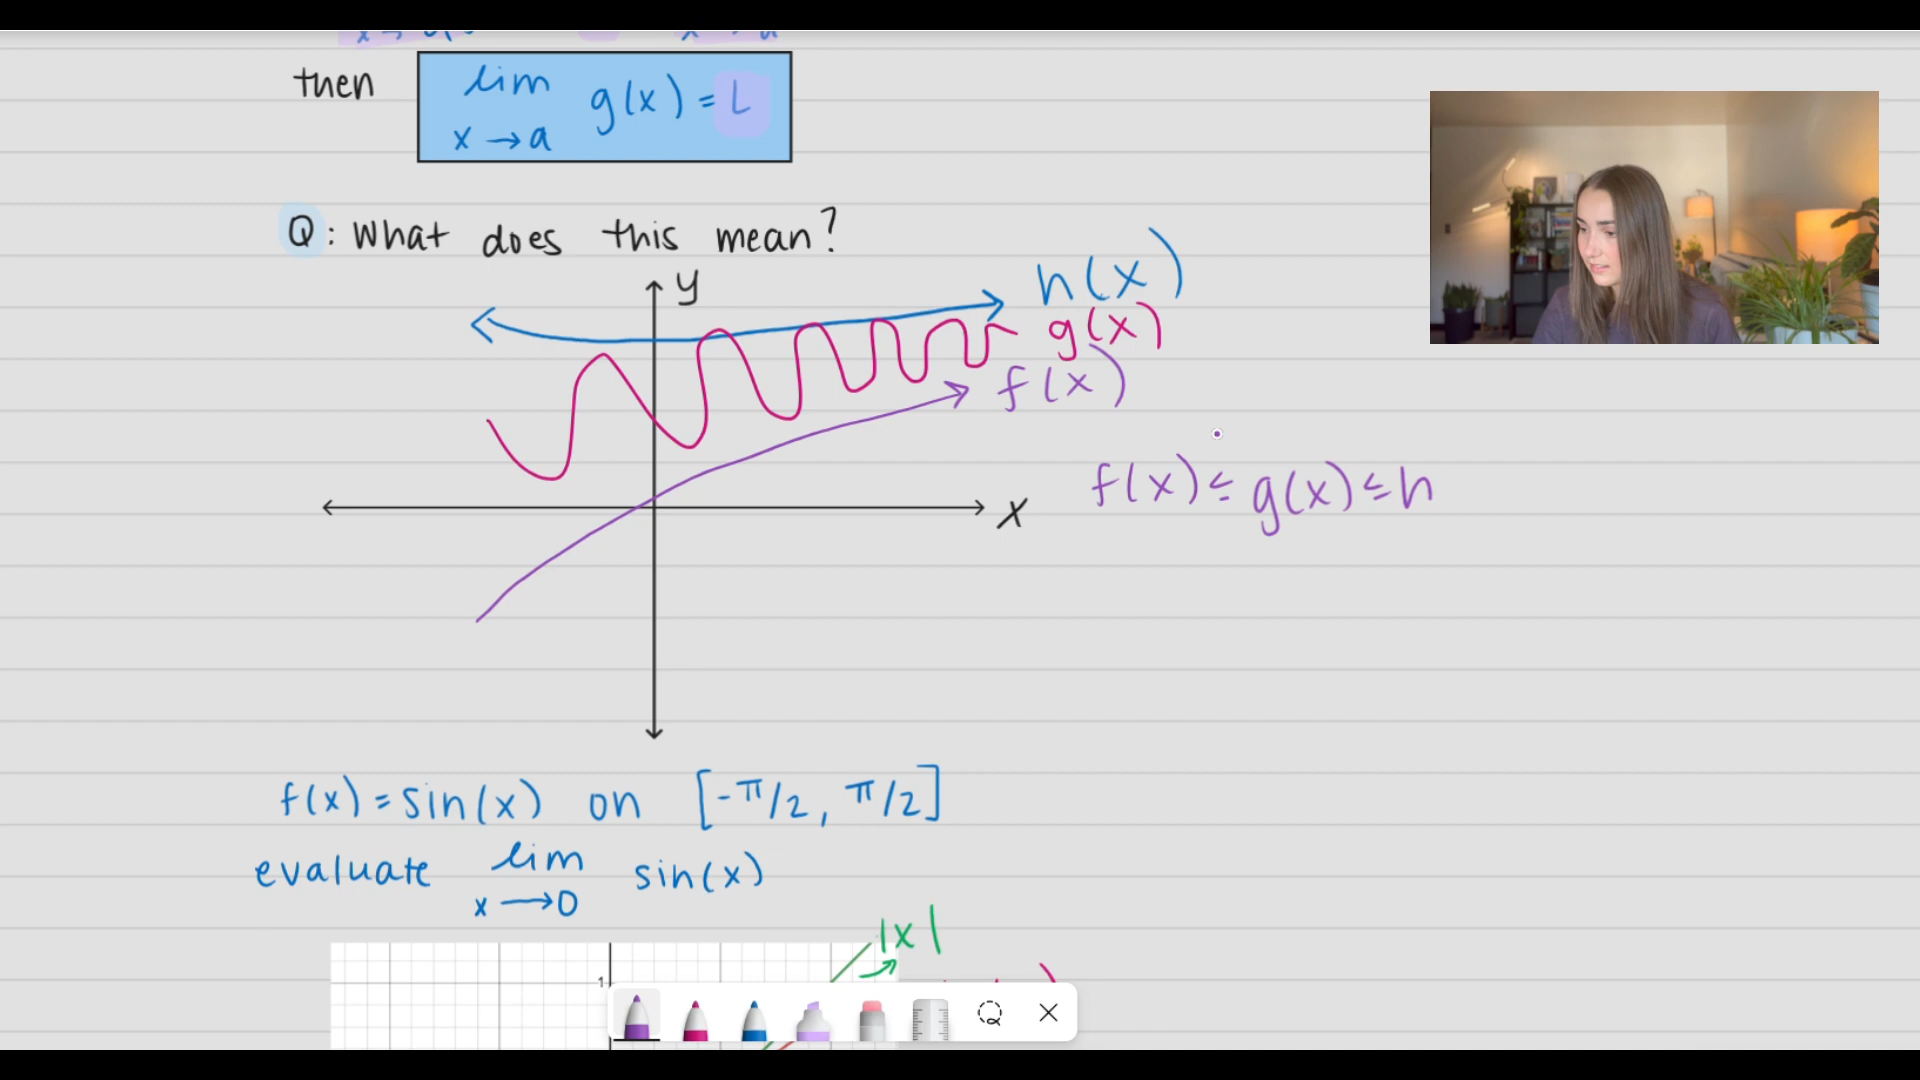 then lim g(x) = L
x → a
Q: What does this mean?
y
h(x)
g(x)
f(x)
f(x) ≤ g(x) ≤ h
x
f(x) = sin(x) on [-π/2, π/2]
evaluate lim sin(x)
x → 0
|x|
1